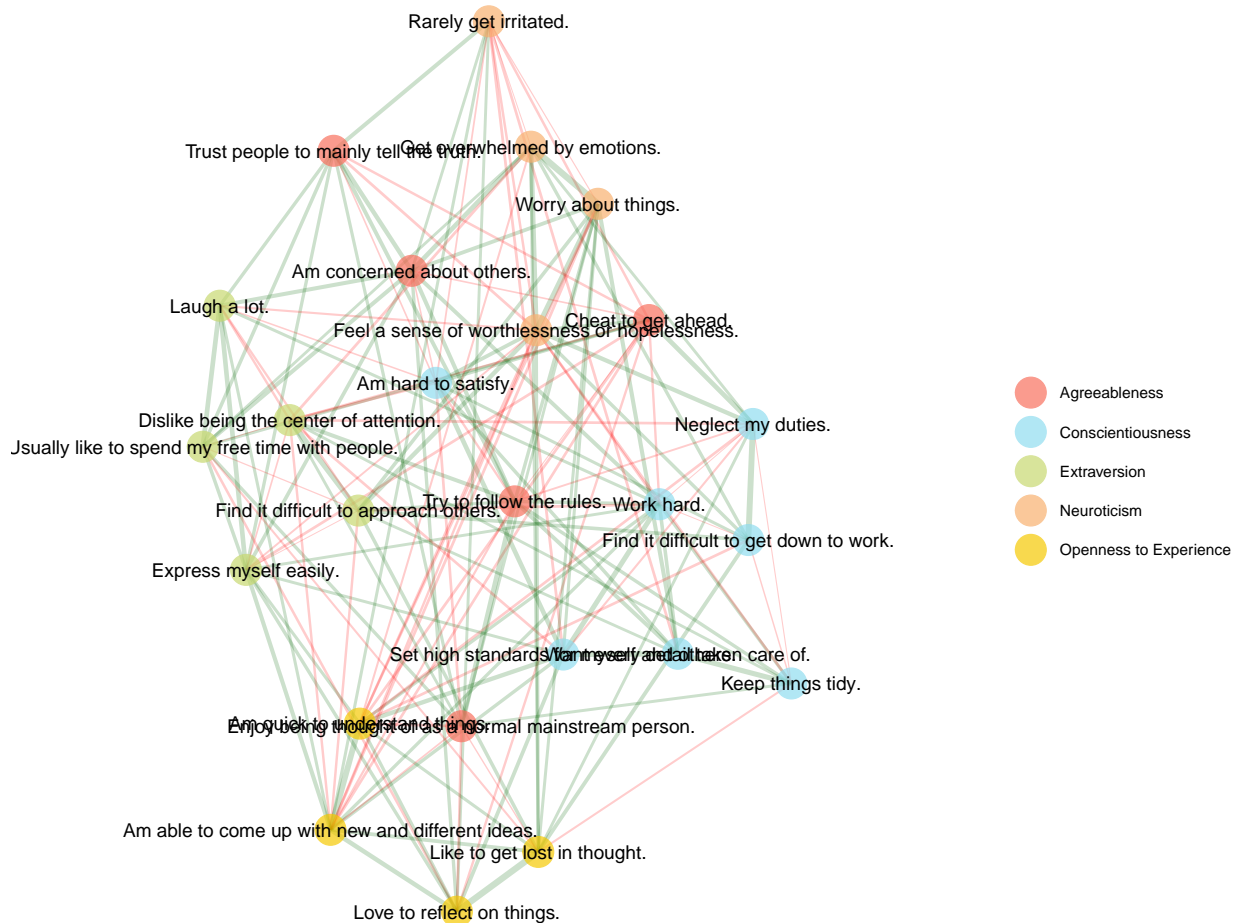 Rarely get irritated.
Get overwhelmed by emotions.
Trust people to mainly tell the truth.
Worry about things.
Am concerned about others.
Laugh a lot.
Cheat to get ahead.
Feel a sense of worthlessness or hopelessness.
Am hard to satisfy.
Dislike being the center of attention.
Neglect my duties.
Jsually like to spend my free time with people.
Try to follow the rules.
Work hard.
Find it difficult to approach others.
Find it difficult to get down to work.
Express myself easily.
Set high standards for myself and others.
Want every detail taken care of.
Keep things tidy.
Am quick to understand things.
Enjoy being thought of as a normal mainstream person.
Am able to come up with new and different ideas.
Like to get lost in thought.
Love to reflect on things.
Agreeableness
Conscientiousness
Extraversion
Neuroticism
Openness to Experience